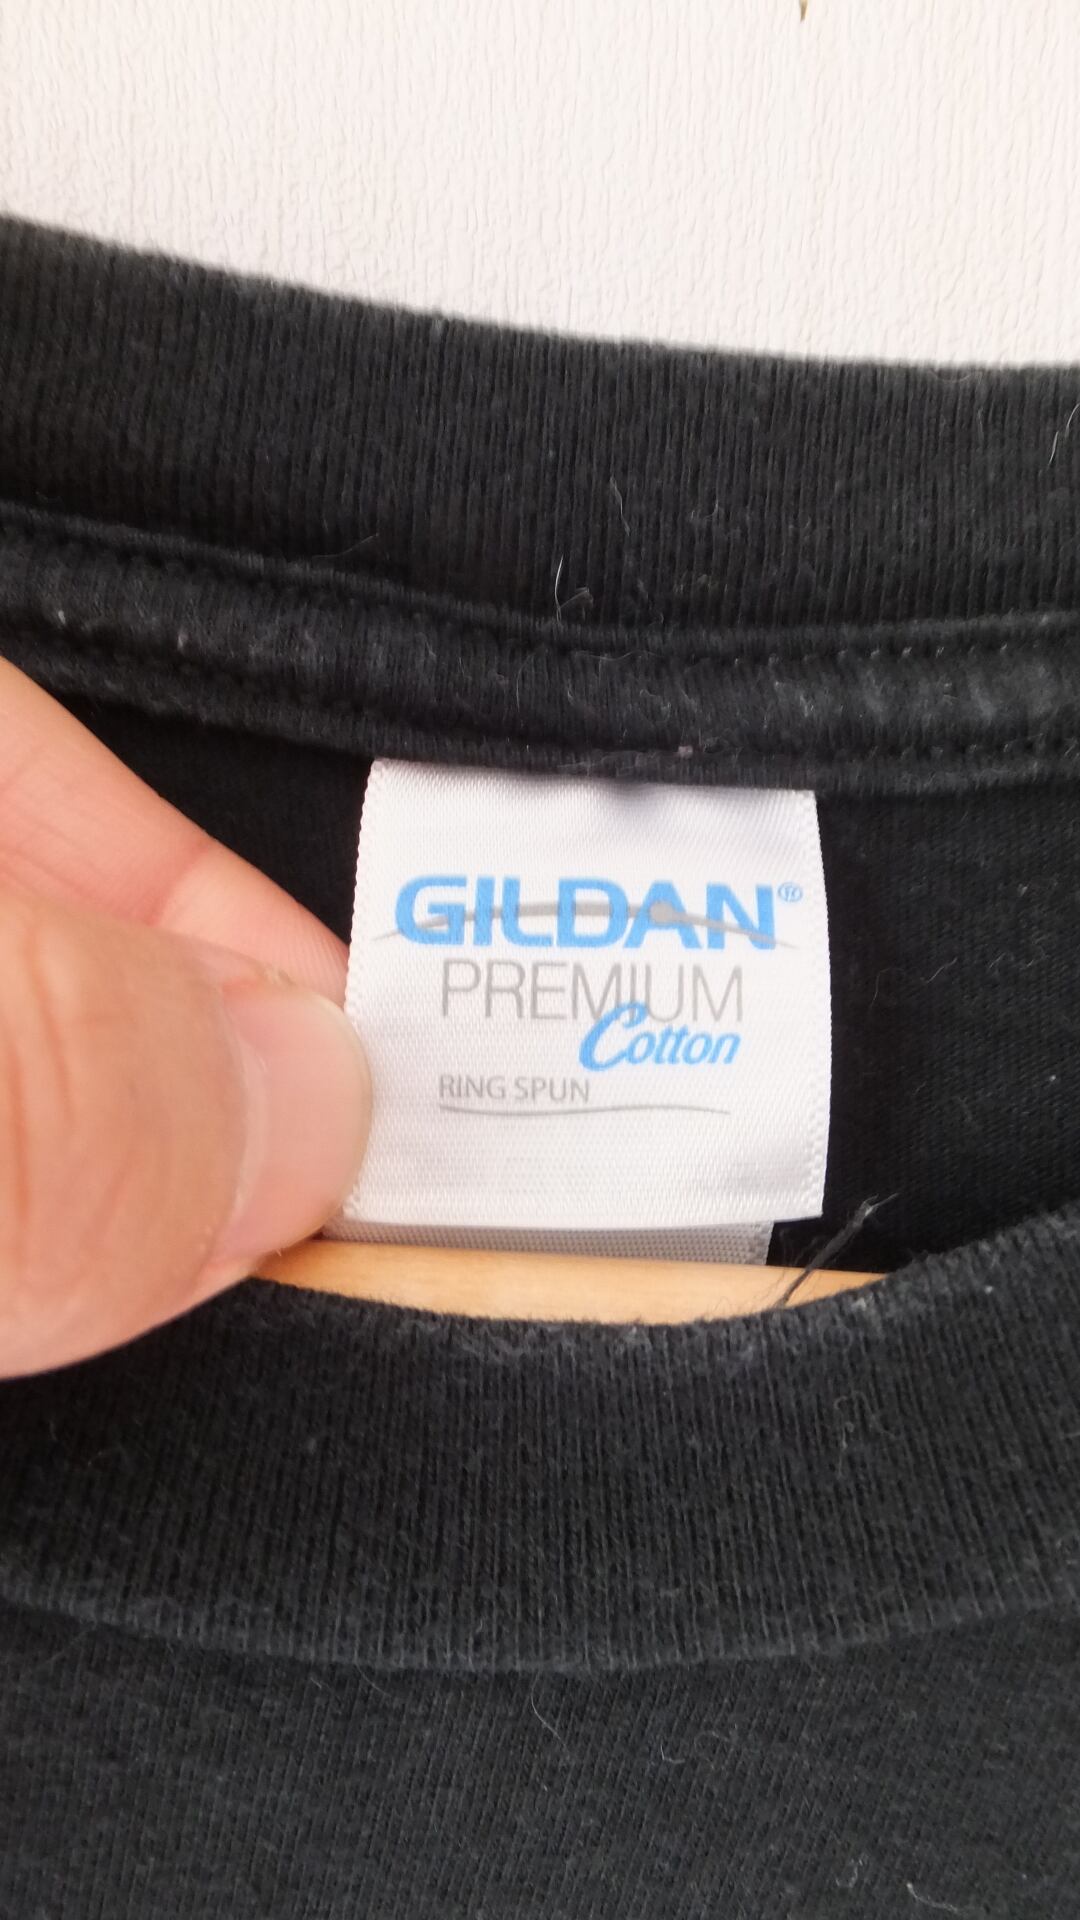 GILDAN®
PREMIUM
Cotton
RING SPUN